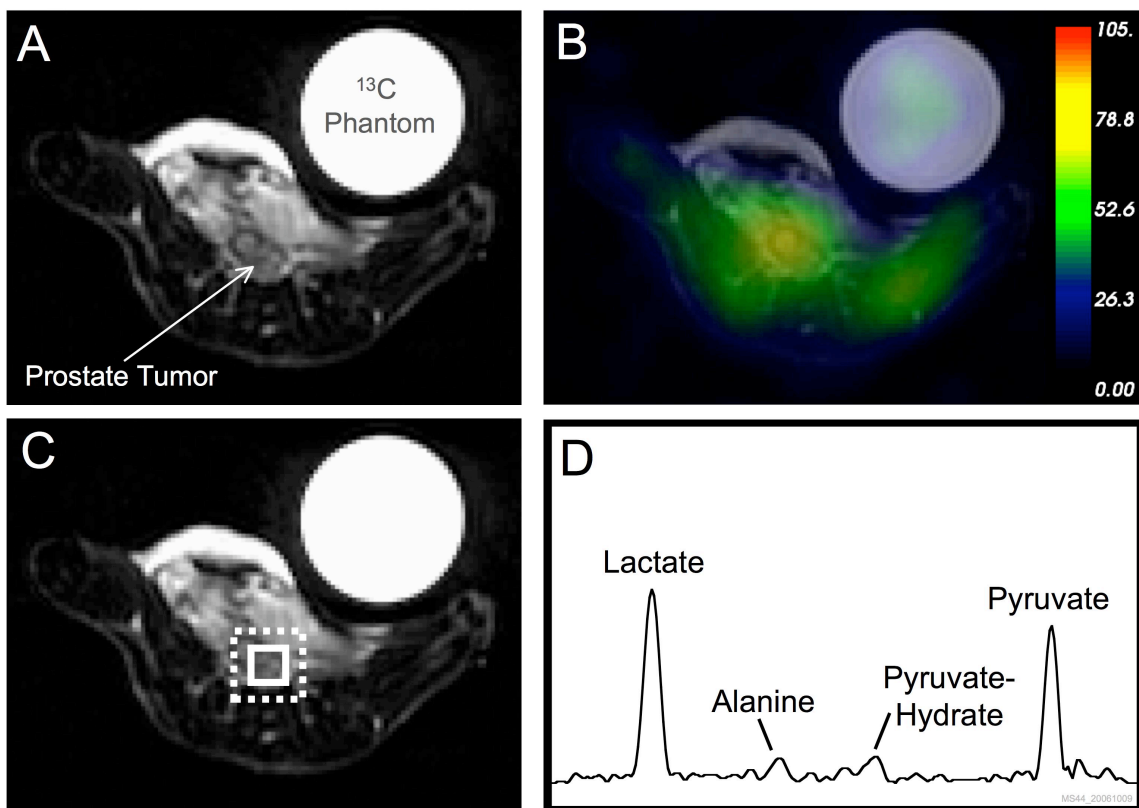 A
¹³C
Phantom
Prostate Tumor
B
105.
78.8
52.6
26.3
0.00
C
D
Lactate
Alanine
Pyruvate-
Hydrate
Pyruvate
MS44_20061009